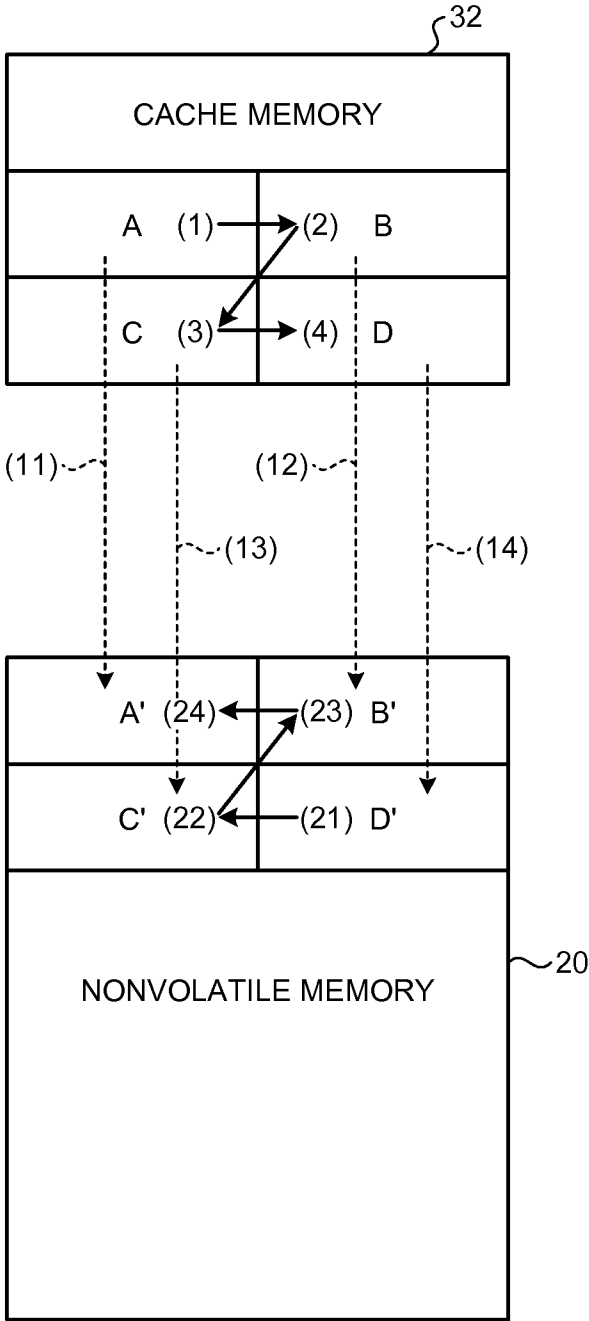 32
CACHE MEMORY
A (1) (2) B
C (3) (4) D
(11) (12)
(13) (14)
A' (24) (23) B'
C' (22) (21) D'
20
NONVOLATILE MEMORY